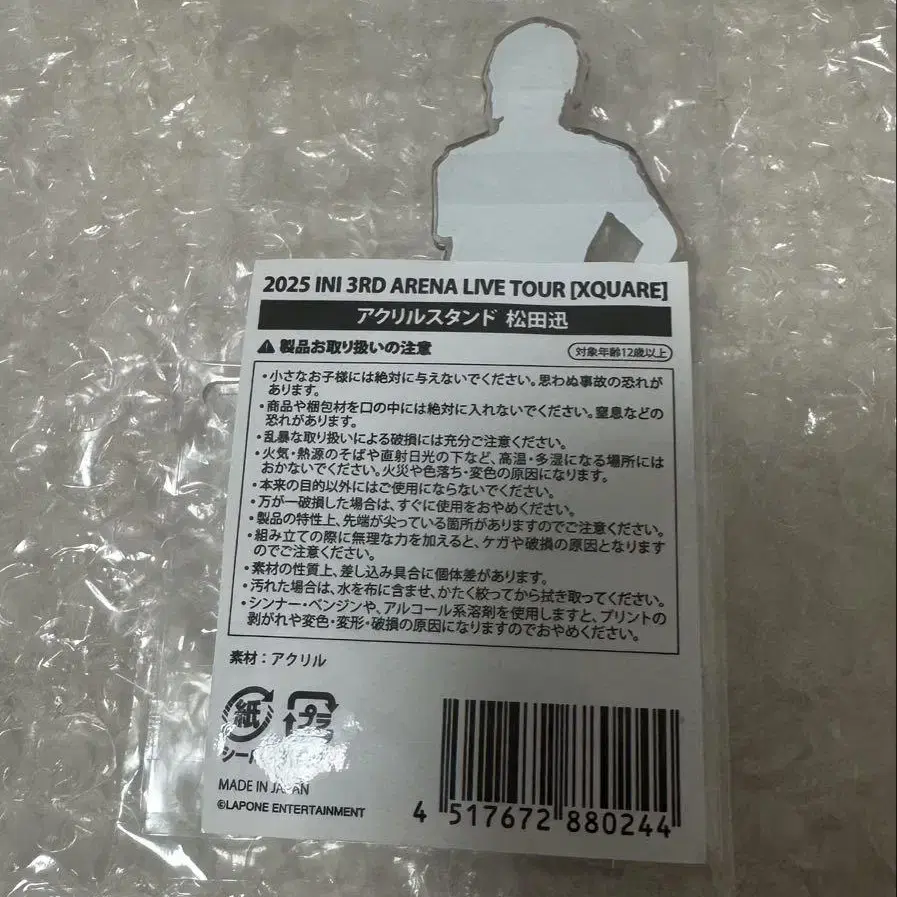 2025 INI 3RD ARENA LIVE TOUR [XQUARE]
アクリルスタンド 松田迅
製品お取り扱いの注意
対象年齢12歳以上
・小さなお子様には絶対に与えないでください。思わぬ事故の恐れが
あります。
・商品や梱包材を口の中には絶対に入れないでください。窒息などの
恐れがあります。
・乱暴な取り扱いによる破損には充分ご注意ください。
・火気・熱源のそばや直射日光の下など、高温・多湿になる場所には
おかないでください。火災や色落ち・変色の原因になります。
・本来の目的以外にはご使用にならないでください。
・万が一破損した場合は、すぐに使用をおやめください。
・製品の特性上、先端が尖っている箇所がありますのでご注意ください。
・組み立ての際に無理な力を加えると、ケガや破損の原因となります
のでご注意ください。
・素材の性質上、差し込み具合に個体差があります。
・汚れた場合は、水を布に含ませ、かたく絞ってから拭き取ってください。
・シンナー・ベンジンや、アルコール系溶剤を使用しますと、プリントの
剥がれや変色・変形・破損の原因になりますのでおやめください。
素材：アクリル
紙
プラ
MADE IN JAPAN
©LAPONE ENTERTAINMENT
4 517672 880244